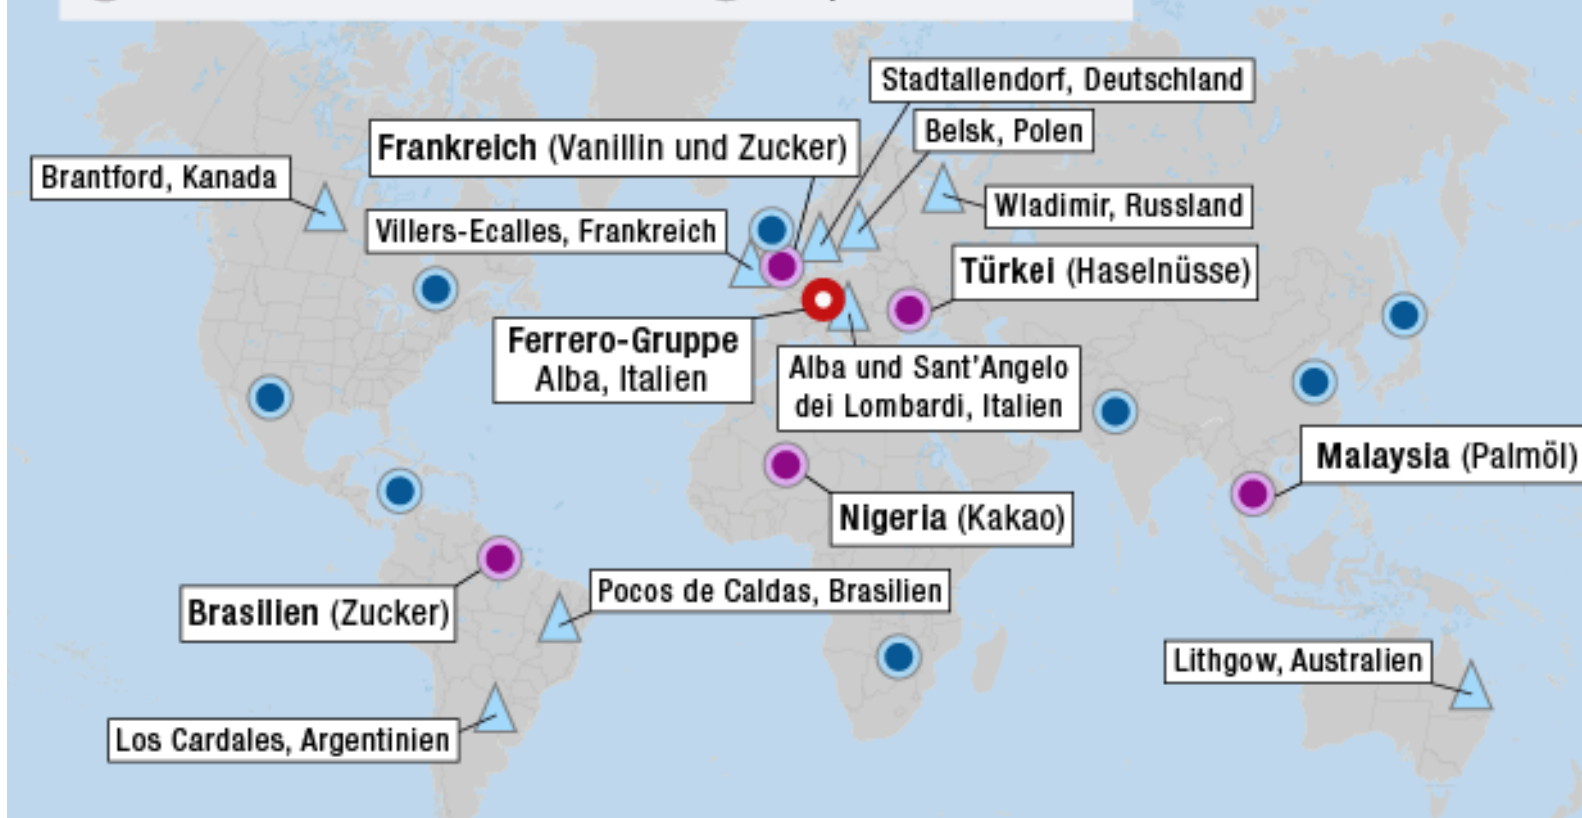 Stadtallendorf, Deutschland
Belsk, Polen
Frankreich (Vanillin und Zucker)
Brantford, Kanada
Wladimir, Russland
Villers-Ecalles, Frankreich
Türkei (Haselnüsse)
Ferrero-Gruppe
Alba, Italien
Alba und Sant'Angelo
dei Lombardi, Italien
Malaysia (Palmöl)
Nigeria (Kakao)
Pocos de Caldas, Brasilien
Brasilien (Zucker)
Lithgow, Australien
Los Cardales, Argentinien